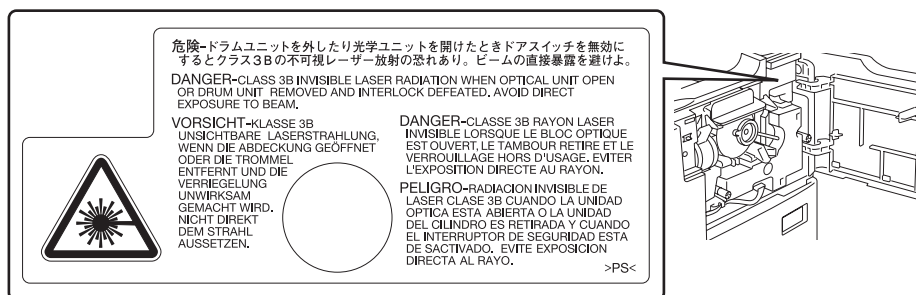 危険-ドラムユニットを外したり光学ユニットを開けたときドアスイッチを無効に
するとクラス3Bの不可視レーザー放射の恐れあり。ビームの直接暴露を避けよ。
DANGER-CLASS 3B INVISIBLE LASER RADIATION WHEN OPTICAL UNIT OPEN
OR DRUM UNIT REMOVED AND INTERLOCK DEFEATED. AVOID DIRECT
EXPOSURE TO BEAM.
VORSICHT-KLASSE 3B
UNSICHTBARE LASERSTRAHLUNG,
WENN DIE ABDECKUNG GEÖFFNET
ODER DIE TROMMEL
ENTFERNT UND DIE
VERRIEGELUNG
UNWIRKSAM
GEMACHT WIRD.
NICHT DIREKT
DEM STRAHL
AUSSETZEN.
DANGER-CLASSE 3B RAYON LASER
INVISIBLE LORSQUE LE BLOC OPTIQUE
EST OUVERT, LE TAMBOUR RETIRE ET LE
VERROUILLAGE HORS D'USAGE. EVITER
L'EXPOSITION DIRECTE AU RAYON.
PELIGRO-RADIACION INVISIBLE DE
LASER CLASE 3B CUANDO LA UNIDAD
OPTICA ESTA ABIERTA O LA UNIDAD
DEL CILINDRO ES RETIRADA Y CUANDO
EL INTERRUPTOR DE SEGURIDAD ESTA
DE SACTIVADO. EVITE EXPOSICION
DIRECTA AL RAYO.
>PS<